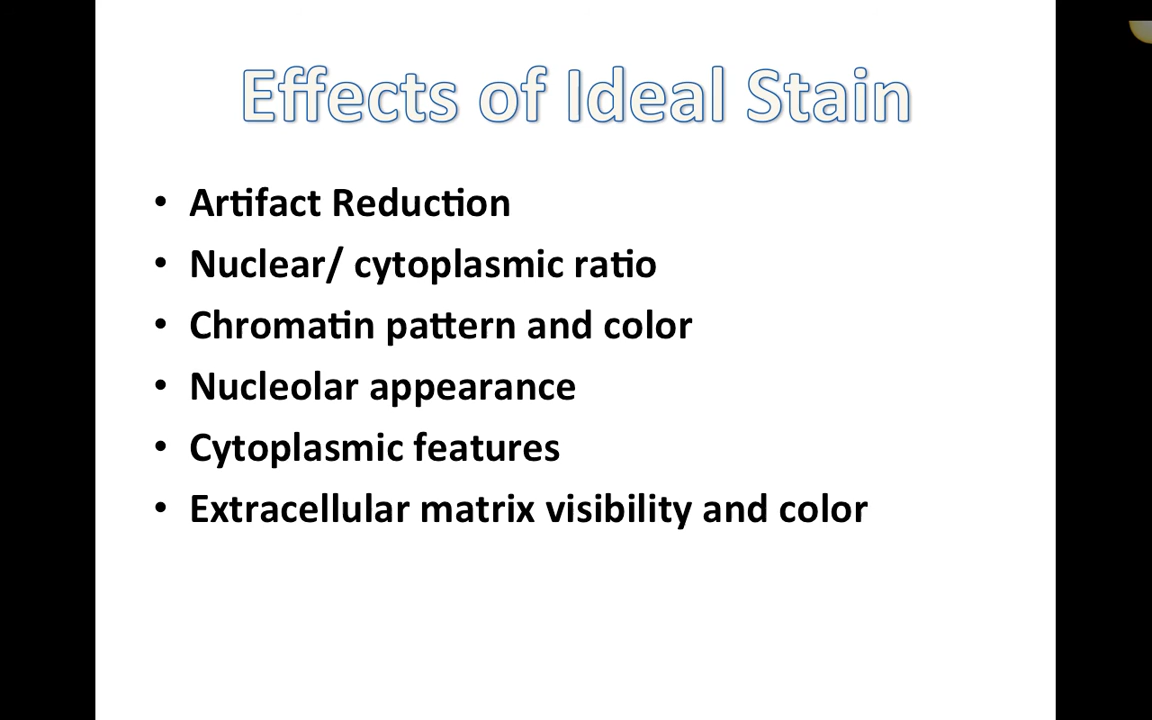 Effects of Ideal Stain
• Artifact Reduction
• Nuclear/ cytoplasmic ratio
• Chromatin pattern and color
• Nucleolar appearance
• Cytoplasmic features
• Extracellular matrix visibility and color